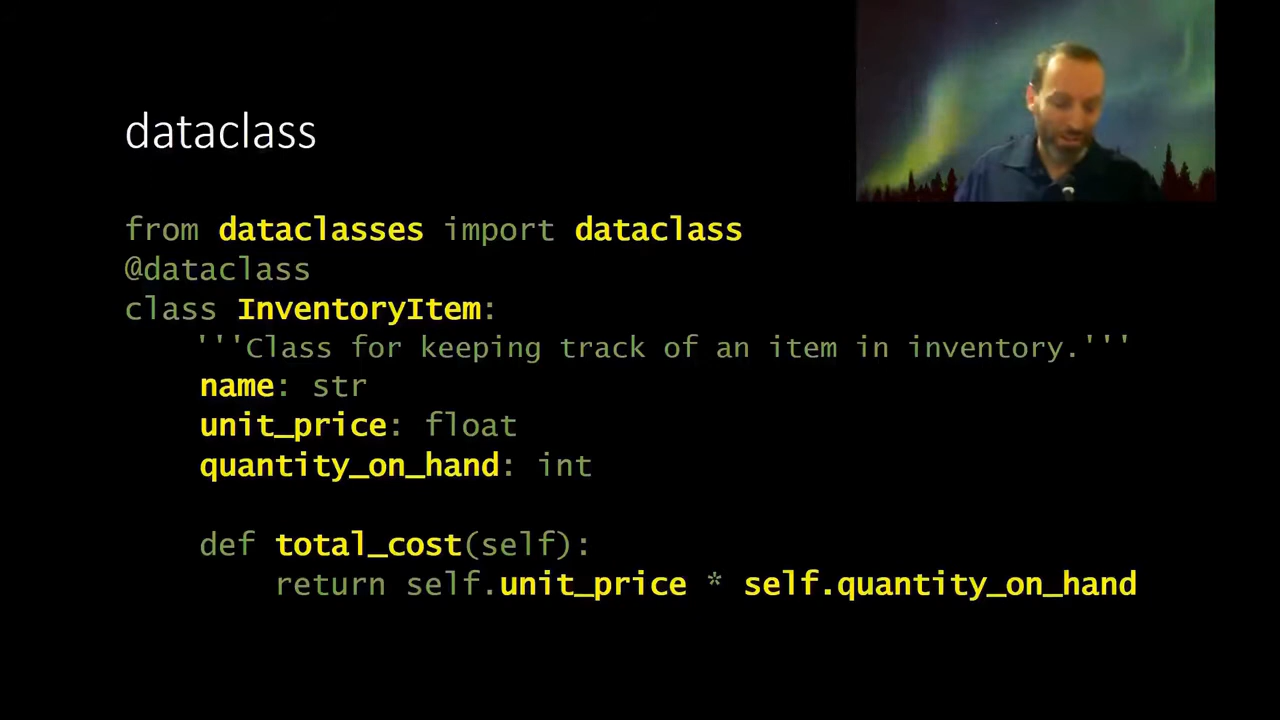 dataclass
from dataclasses import dataclass
@dataclass
class InventoryItem:
    '''Class for keeping track of an item in inventory.'''
    name: str
    unit_price: float
    quantity_on_hand: int
    def total_cost(self):
        return self.unit_price * self.quantity_on_hand